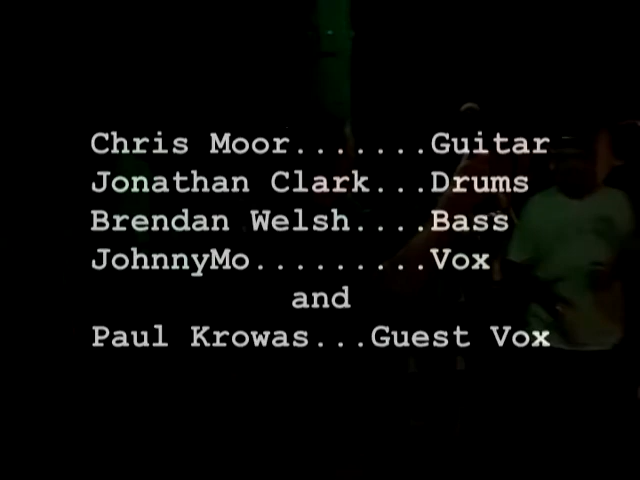 Chris Moor.......Guitar
Jonathan Clark...Drums
Brendan Welsh....Bass
JohnnyMo.........Vox
and
Paul Krowas...Guest Vox